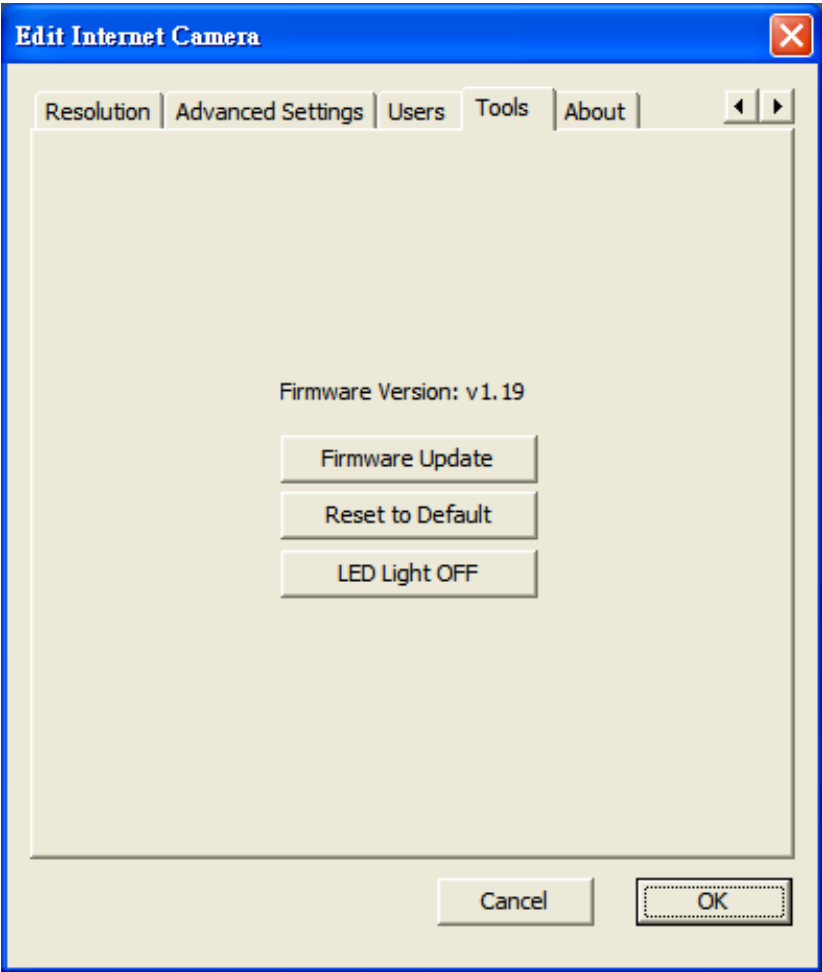 Edit Internet Camera
Resolution Advanced Settings Users Tools About
Firmware Version: v1.19
Firmware Update
Reset to Default
LED Light OFF
Cancel OK